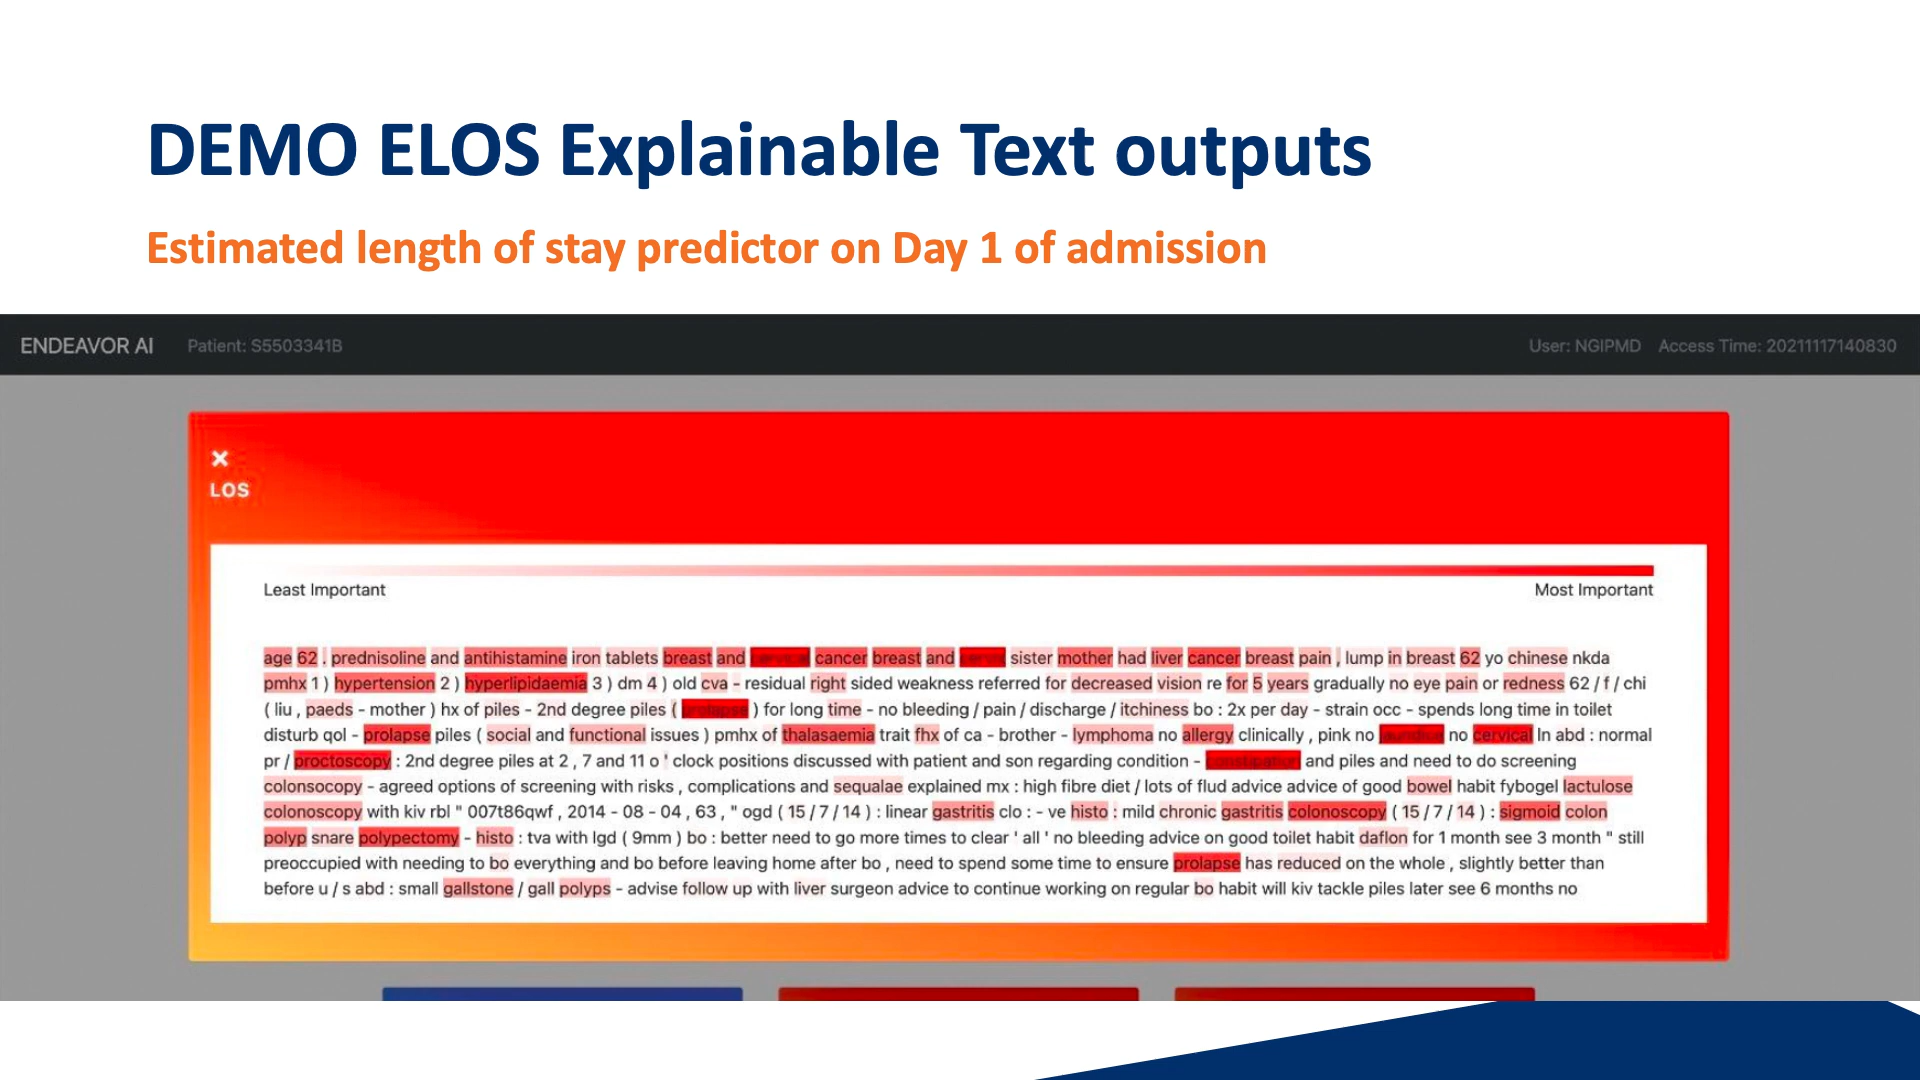 DEMO ELOS Explainable Text outputs
Estimated length of stay predictor on Day 1 of admission
ENDEAVOR AI Patient: S5503341B User: NGIPMD Access Time: 20211117140830
×
LOS
Least Important Most Important
age 62 . prednisoline and antihistamine iron tablets breast and cervical cancer breast and sister mother had liver cancer breast pain , lump in breast 62 yo chinese nkda
pmhx 1 ) hypertension 2 ) hyperlipidaemia 3 ) dm 4 ) old cva - residual right sided weakness referred for decreased vision re for 5 years gradually no eye pain or redness 62 / f / chi
( liu , paeds - mother ) hx of piles - 2nd degree piles ( prolapse ) for long time - no bleeding / pain / discharge / itchiness bo : 2x per day - strain occ - spends long time in toilet
disturb qol - prolapse piles ( social and functional issues ) pmhx of thalasaemia trait fhx of ca - brother - lymphoma no allergy clinically , pink no jaundice no cervical ln abd : normal
pr / proctoscopy : 2nd degree piles at 2 , 7 and 11 o ' clock positions discussed with patient and son regarding condition - constipation and piles and need to do screening
colonsocopy - agreed options of screening with risks , complications and sequalae explained mx : high fibre diet / lots of flud advice advice of good bowel habit fybogel lactulose
colonoscopy with kiv rbl " 007t86qwf , 2014 - 08 - 04 , 63 , " ogd ( 15 / 7 / 14 ) : linear gastritis clo : - ve histo : mild chronic gastritis colonoscopy ( 15 / 7 / 14 ) : sigmoid colon
polyp snare polypectomy - histo : tva with lgd ( 9mm ) bo : better need to go more times to clear ' all ' no bleeding advice on good toilet habit daflon for 1 month see 3 month " still
preoccupied with needing to bo everything and bo before leaving home after bo , need to spend some time to ensure prolapse has reduced on the whole , slightly better than
before u / s abd : small gallstone / gall polyps - advise follow up with liver surgeon advice to continue working on regular bo habit will kiv tackle piles later see 6 months no